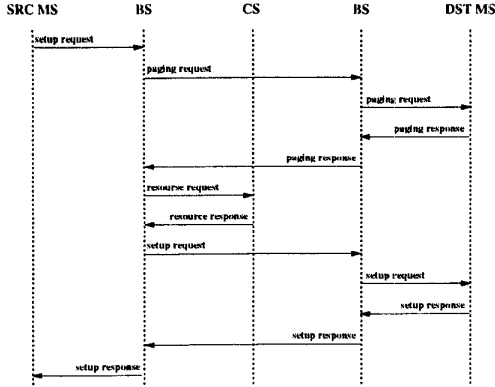 SRC MS BS CS BS DST MS
setup request
paging request
paging request
paging response
paging response
resourse request
resource response
setup request
setup request
setup response
setup response
setup response